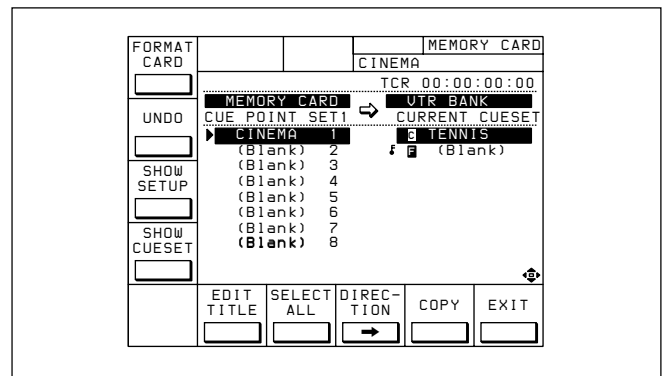 FORMAT
CARD
MEMORY CARD
CINEMA
TCR 00:00:00:00
UNDO
MEMORY CARD
VTR BANK
CUE POINT SET1
CURRENT CUESET
CINEMA 1
C TENNIS
(Blank) 2
F (Blank)
(Blank) 3
(Blank) 4
(Blank) 5
(Blank) 6
(Blank) 7
(Blank) 8
SHOW
SETUP
SHOW
CUESET
EDIT
TITLE
SELECT
ALL
DIREC-
TION
COPY
EXIT